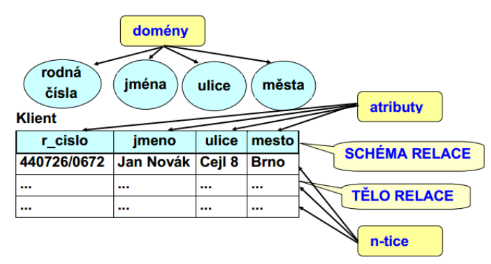 domény
rodná
čísla
jména
ulice
města
atributy
Klient
r_cislo jmeno ulice mesto
SCHÉMA RELACE
440726/0672 Jan Novák Cejl 8 Brno
... ... ... ...
TĚLO RELACE
... ... ... ...
n-tice